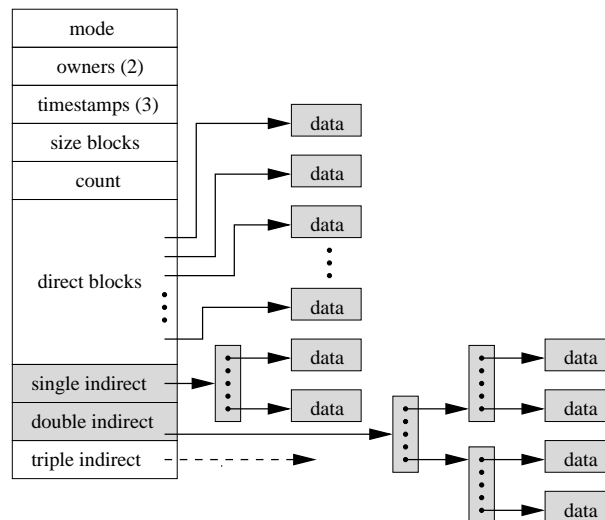 mode
owners (2)
timestamps (3)
size blocks
count
direct blocks
single indirect
double indirect
triple indirect
data
data
data
data
data
data
data
data
data
data